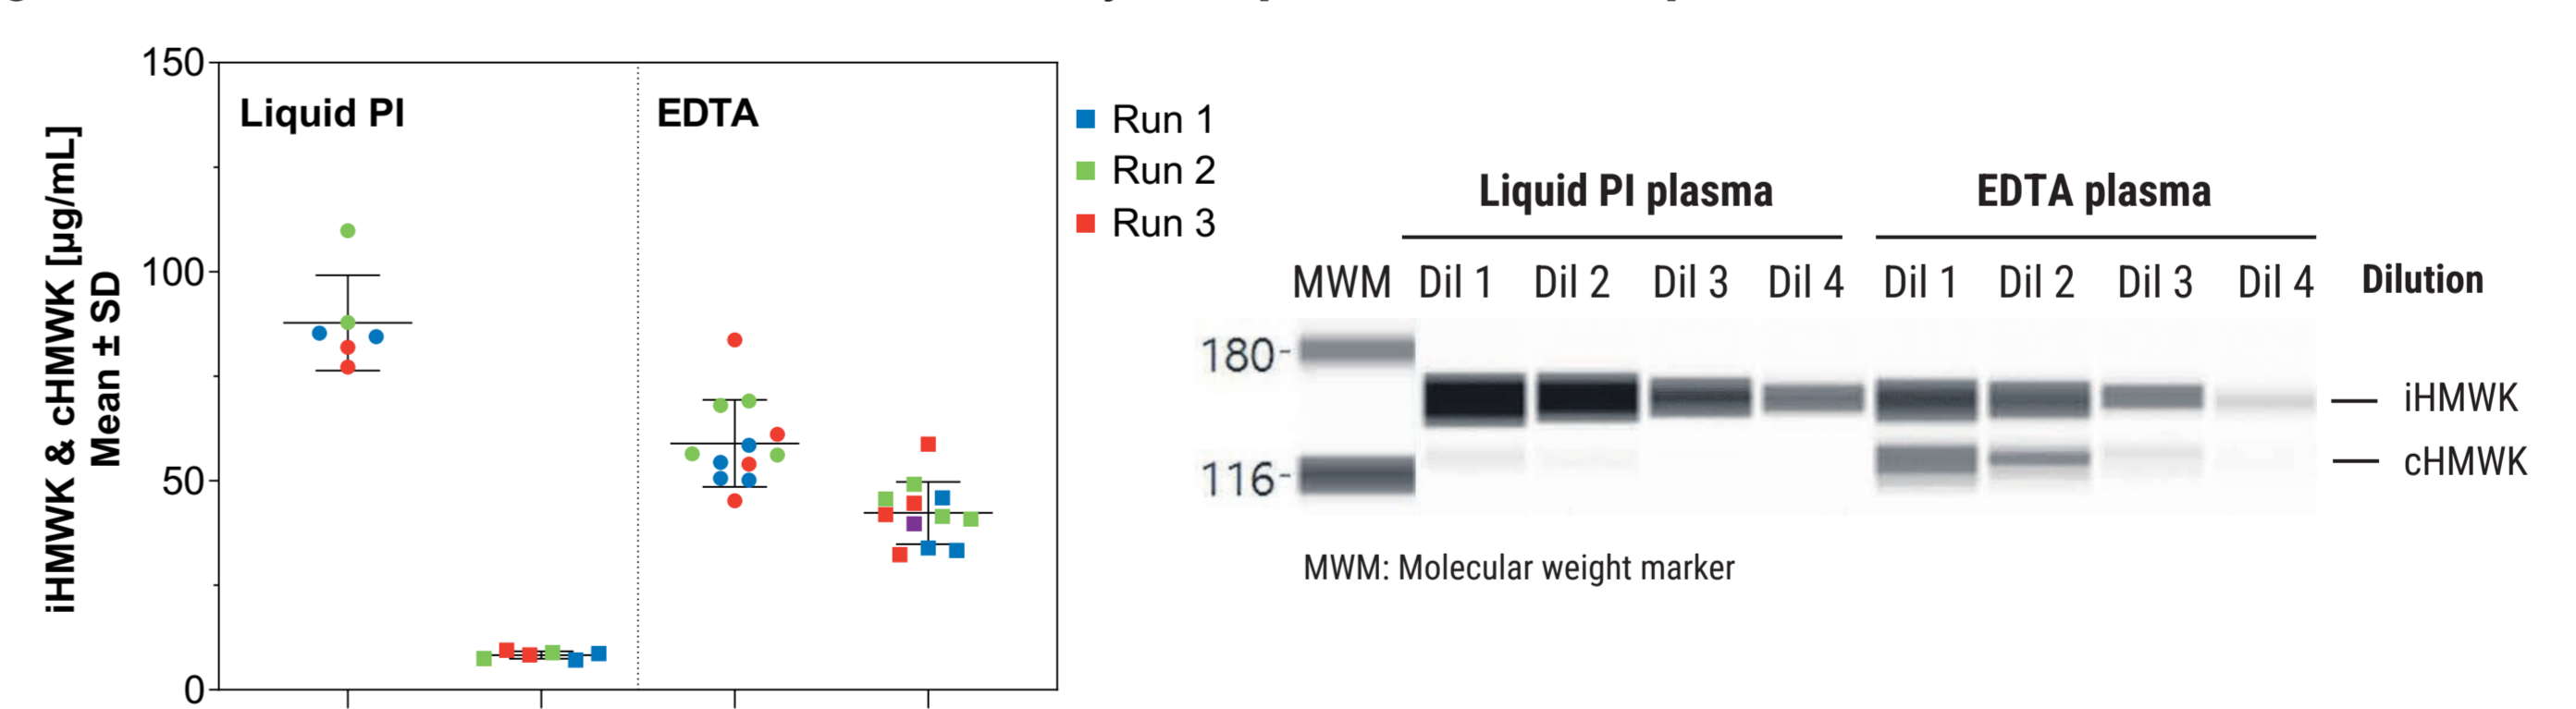 150
100
50
0
iHMWK & cHMWK [µg/mL]
Mean ± SD
Liquid PI
EDTA
Run 1
Run 2
Run 3
Liquid PI plasma
EDTA plasma
MWM Dil 1 Dil 2 Dil 3 Dil 4 Dil 1 Dil 2 Dil 3 Dil 4 Dilution
180-
116-
iHMWK
cHMWK
MWM: Molecular weight marker